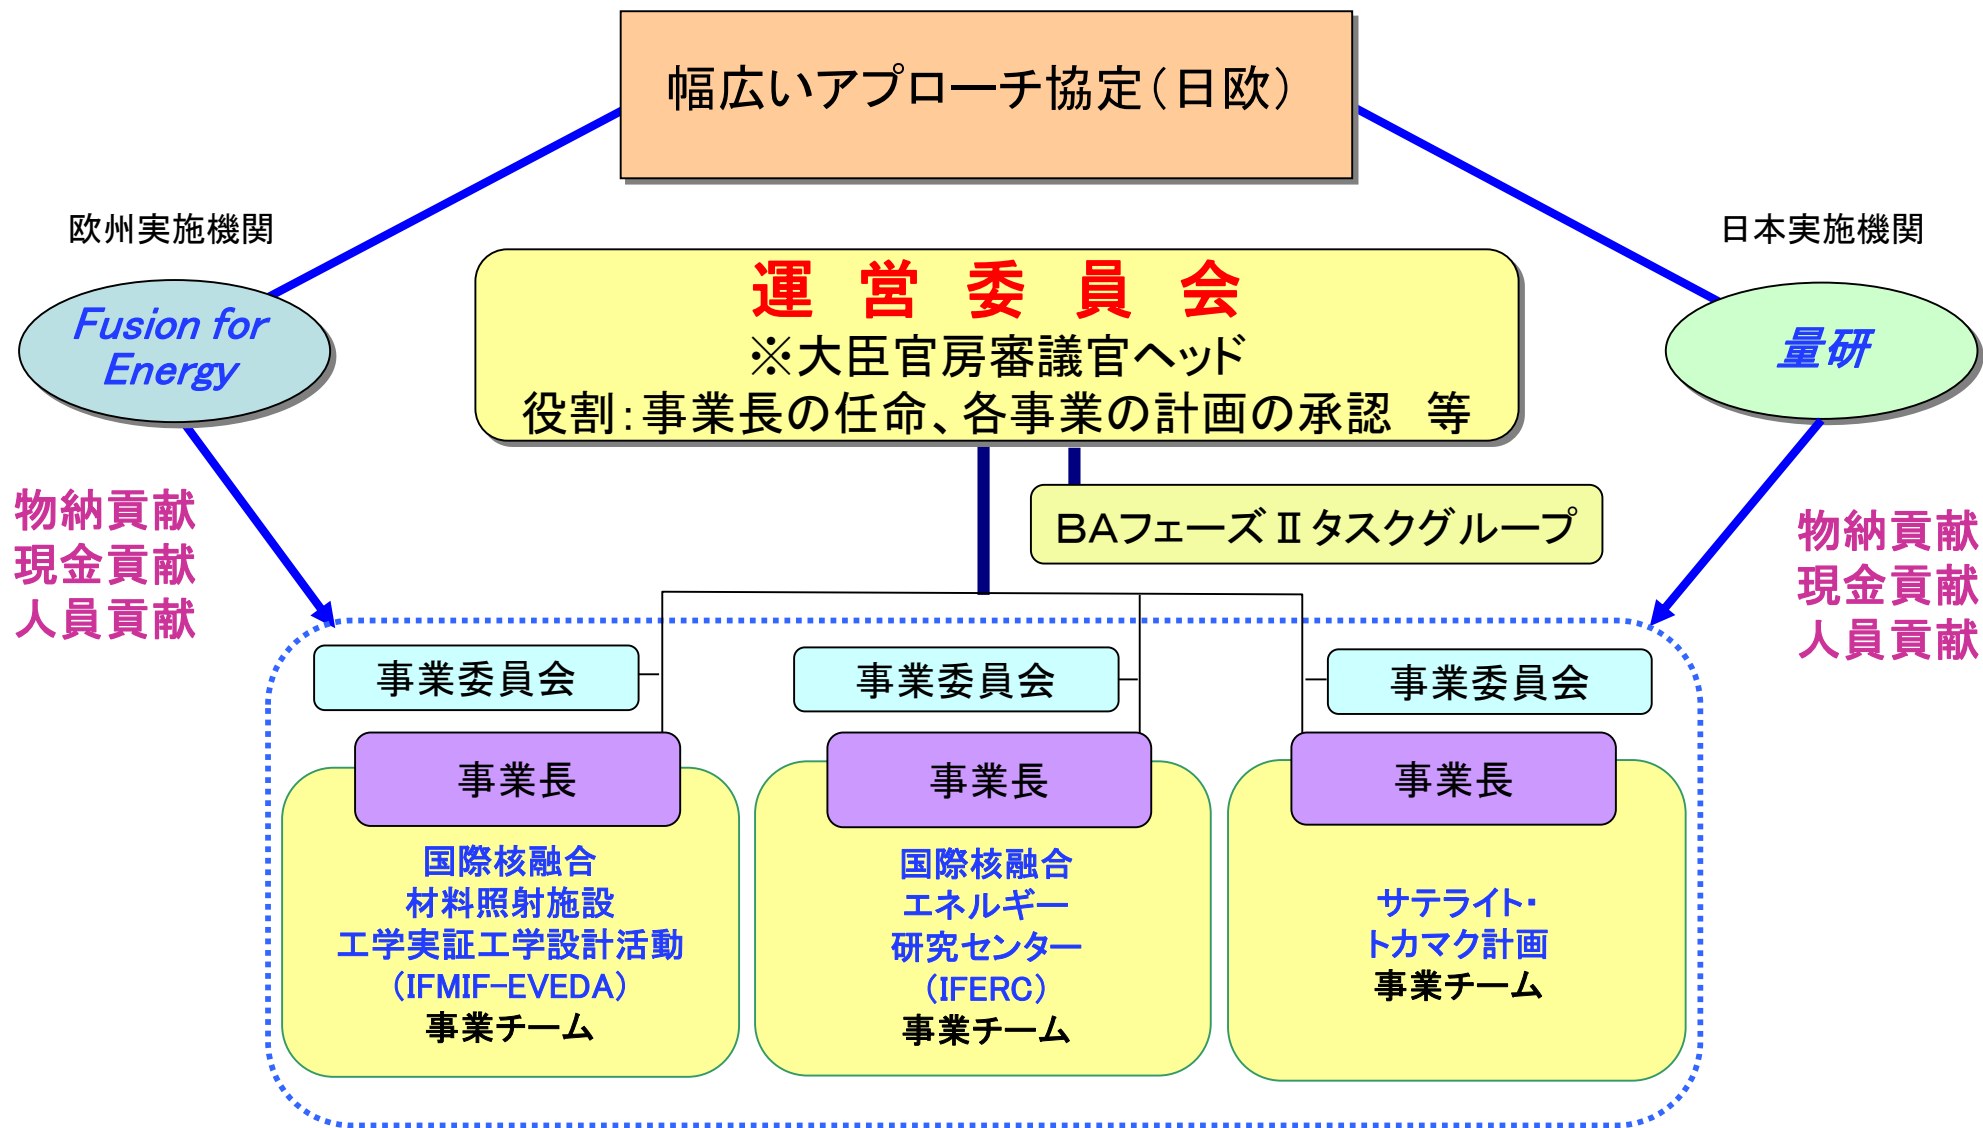 幅広いアプローチ協定（日欧）
欧州実施機関
日本実施機関
Fusion for
Energy
運　営　委　員　会
※大臣官房審議官ヘッド
役割：事業長の任命、各事業の計画の承認　等
量研
物納貢献
現金貢献
人員貢献
BAフェーズⅡタスクグループ
物納貢献
現金貢献
人員貢献
事業委員会
事業委員会
事業委員会
事業長
事業長
事業長
国際核融合
材料照射施設
工学実証工学設計活動
（IFMIF-EVEDA）
事業チーム
国際核融合
エネルギー
研究センター
（IFERC）
事業チーム
サテライト・
トカマク計画
事業チーム